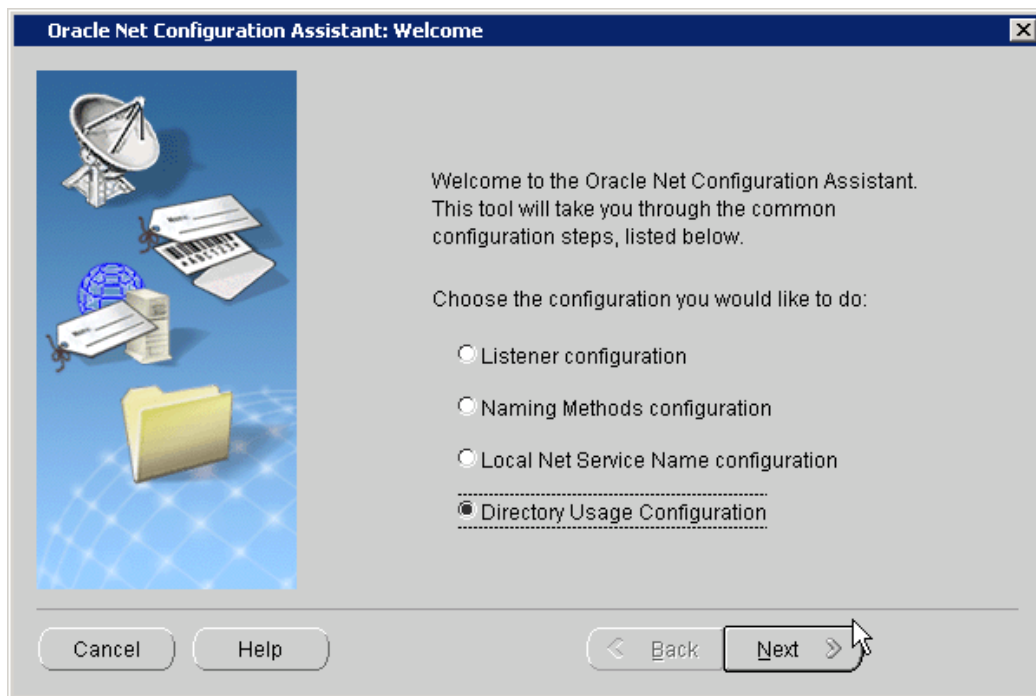 Oracle Net Configuration Assistant: Welcome
Welcome to the Oracle Net Configuration Assistant.
This tool will take you through the common
configuration steps, listed below.
Choose the configuration you would like to do:
Listener configuration
Naming Methods configuration
Local Net Service Name configuration
Directory Usage Configuration
Cancel
Help
Back
Next